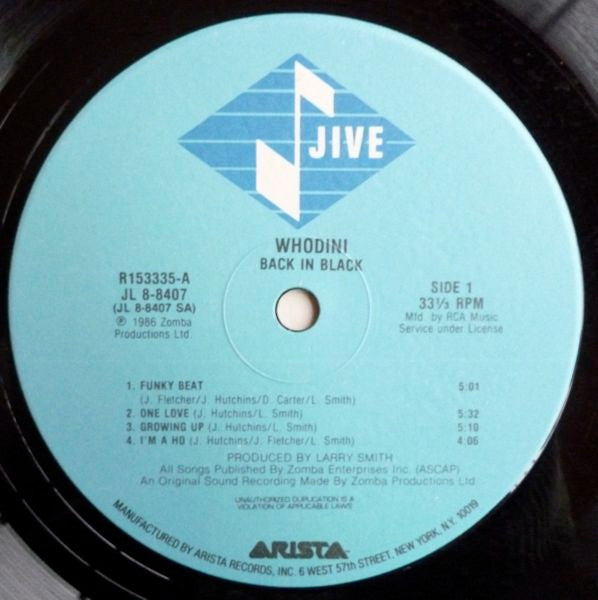 JIVE
WHODINI
BACK IN BLACK
R153335-A
JL 8-8407
(JL 8-8407 SA)
℗ 1986 Zomba
Productions Ltd.
SIDE 1
33⅓ RPM
Mfd. by RCA Music
Service under License
1. FUNKY BEAT 5:01
(J. Fletcher/J. Hutchins/D. Carter/L. Smith)
2. ONE LOVE (J. Hutchins/L. Smith) 5:32
3. GROWING UP (J. Hutchins/L. Smith) 5:10
4. I'M A HO (J. Hutchins/J. Fletcher/L. Smith) 4:06
PRODUCED BY LARRY SMITH
All Songs Published By Zomba Enterprises Inc. (ASCAP)
An Original Sound Recording Made By Zomba Productions Ltd.
UNAUTHORIZED DUPLICATION IS A
VIOLATION OF APPLICABLE LAWS
ARISTA
MANUFACTURED BY ARISTA RECORDS, INC. 6 WEST 57th STREET, NEW YORK, N.Y. 10019